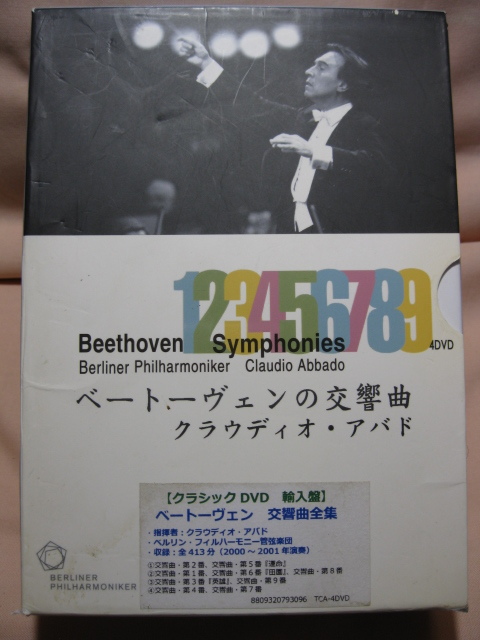 123456789
Beethoven Symphonies 4DVD
Berliner Philharmoniker Claudio Abbado
ベートーヴェンの交響曲
クラウディオ・アバド
【クラシック DVD 輸入盤】
ベートーヴェン 交響曲全集
・指揮者：クラウディオ・アバド
・ベルリン・フィルハーモニー管弦楽団
・収録：全413分（2000～2001年演奏）
①交響曲・第2番、交響曲・第5番『運命』
②交響曲・第1番、交響曲・第6番『田園』、交響曲・第8番
③交響曲・第3番『英雄』、交響曲・第9番
④交響曲・第4番、交響曲・第7番
8809320793096 TCA-4DVD
BERLINER
PHILHARMONIKER